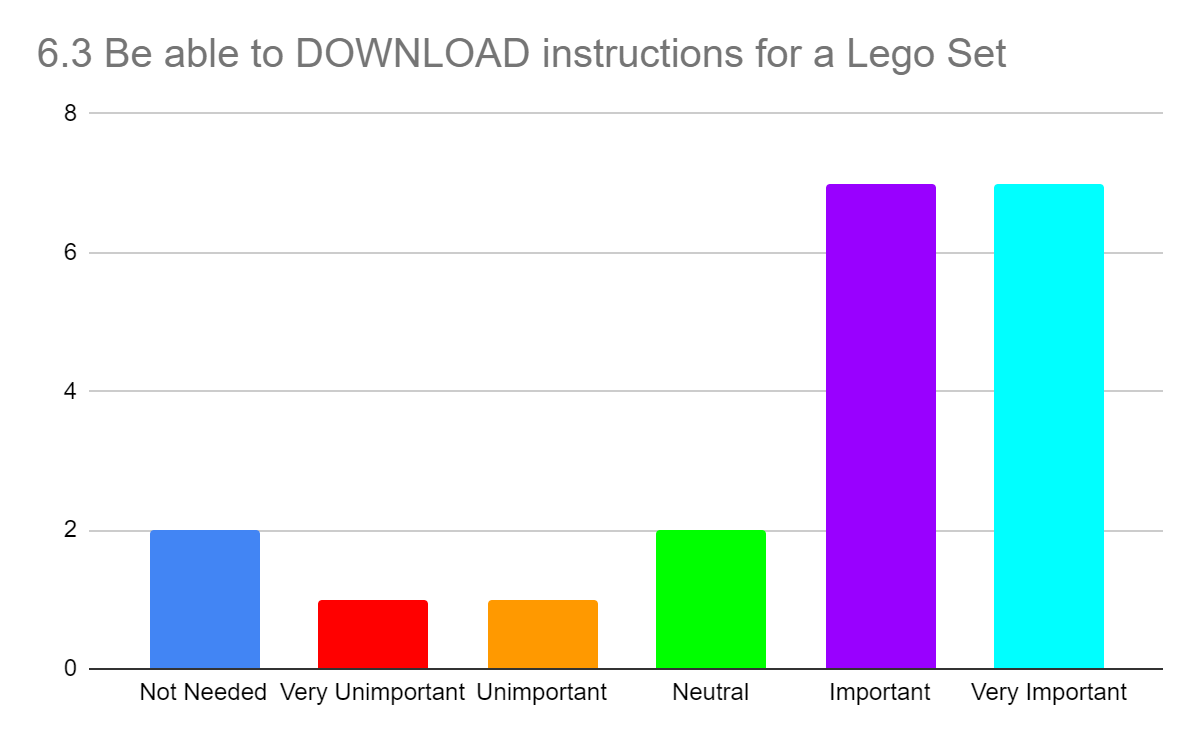 6.3 Be able to DOWNLOAD instructions for a Lego Set
8
6
4
2
0
Not Needed Very Unimportant Unimportant Neutral Important Very Important